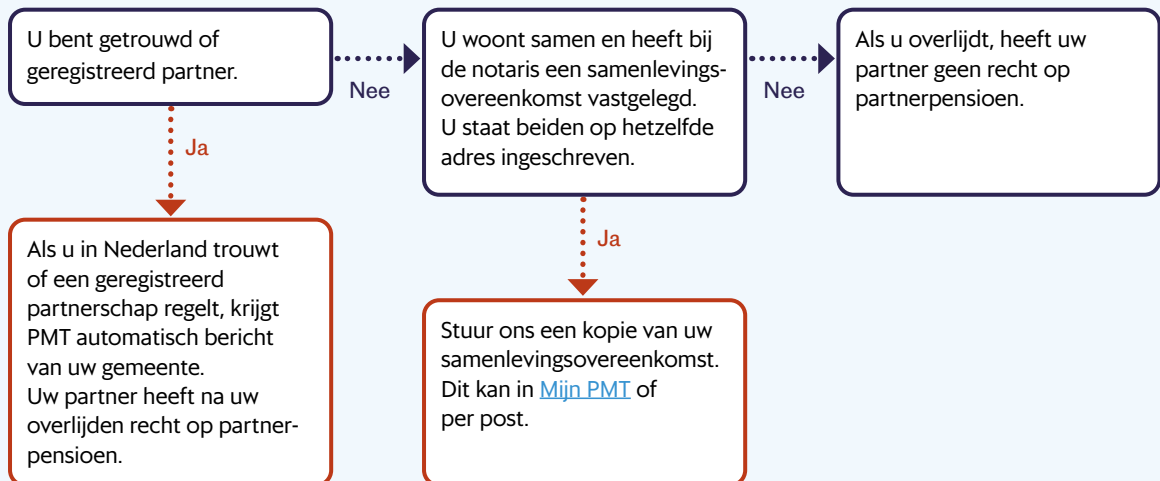 U bent getrouwd of
geregistreerd partner.
Nee
U woont samen en heeft bij
de notaris een samenlevings-
overeenkomst vastgelegd.
U staat beiden op hetzelfde
adres ingeschreven.
Nee
Als u overlijdt, heeft uw
partner geen recht op
partnerpensioen.
Ja
Als u in Nederland trouwt
of een geregistreerd
partnerschap regelt, krijgt
PMT automatisch bericht
van uw gemeente.
Uw partner heeft na uw
overlijden recht op partner-
pensioen.
Ja
Stuur ons een kopie van uw
samenlevingsovereenkomst.
Dit kan in Mijn PMT of
per post.